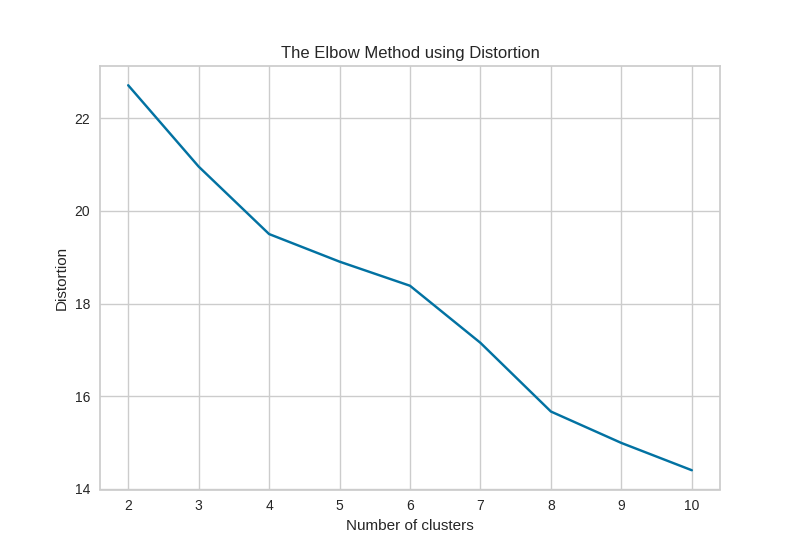 The Elbow Method using Distortion
Distortion
22
20
18
16
14
2 3 4 5 6 7 8 9 10
Number of clusters